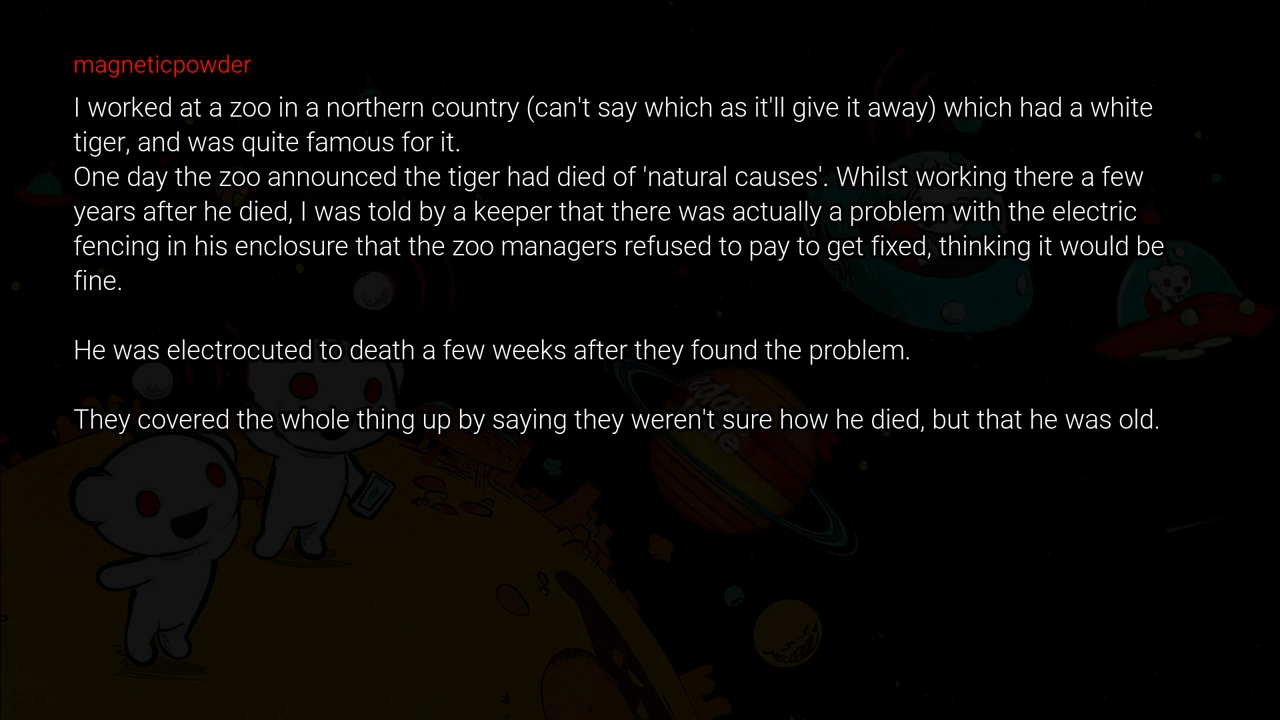 magneticpowder
I worked at a zoo in a northern country (can't say which as it'll give it away) which had a white
tiger, and was quite famous for it.
One day the zoo announced the tiger had died of 'natural causes'. Whilst working there a few
years after he died, I was told by a keeper that there was actually a problem with the electric
fencing in his enclosure that the zoo managers refused to pay to get fixed, thinking it would be
fine.
He was electrocuted to death a few weeks after they found the problem.
They covered the whole thing up by saying they weren't sure how he died, but that he was old.